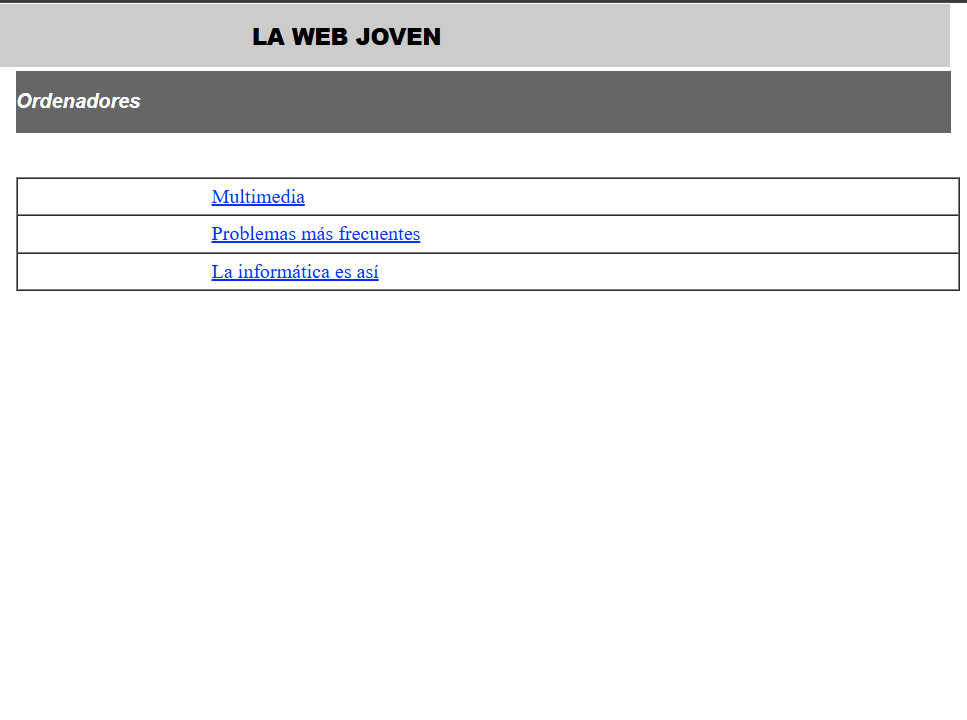 LA WEB JOVEN
Ordenadores
Multimedia
Problemas más frecuentes
La informática es así